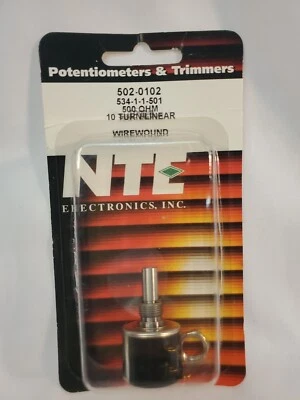 Potentiometers & Trimmers
502-0102
534-1-1-501
500 OHM
10 TURN/LINEAR
WIREWOUND
NTE
ELECTRONICS, INC.